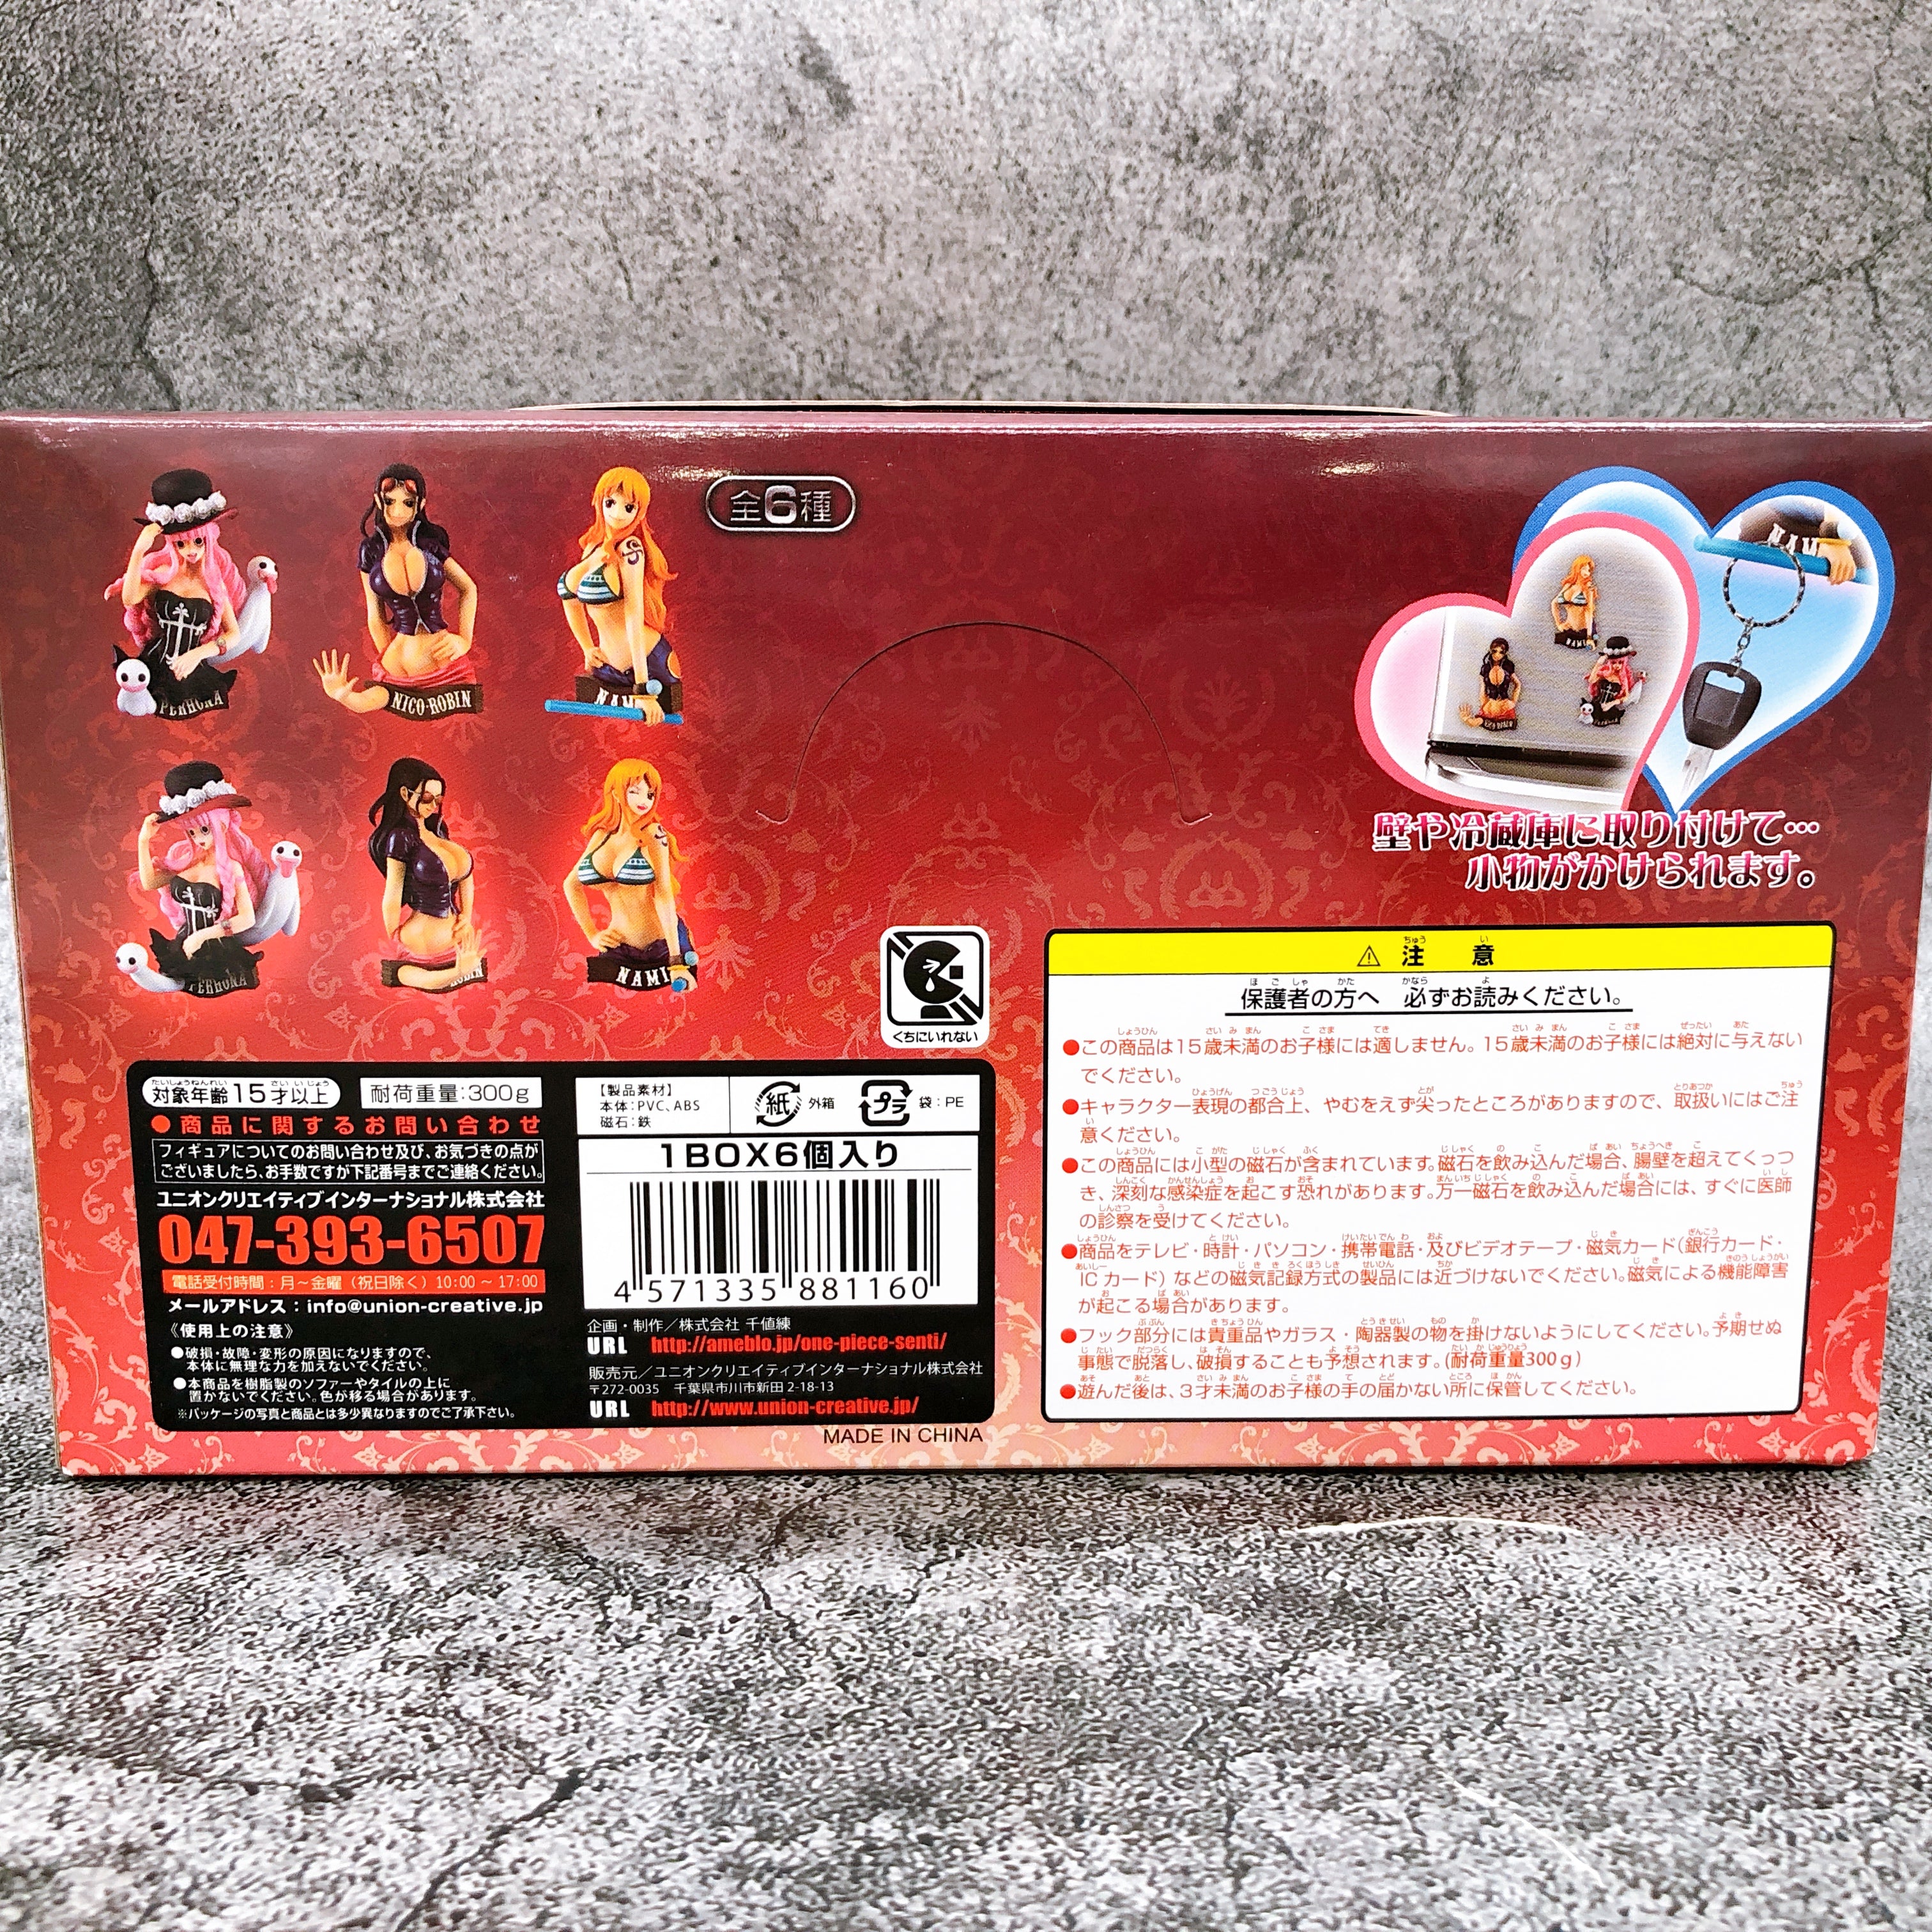 全6種
PERHONA
NICO·ROBIN
NAMI
PERHONA
ROBIN
NAMI
NAMI
壁や冷蔵庫に取り付けて…
小物がかけられます。
くちにいれない
対象年齢15才以上
耐荷重量:300g
●商品に関するお問い合わせ
フィギュアについてのお問い合わせ及び、お気づきの点が
ございましたら、お手数ですが下記番号までご連絡ください。
ユニオンクリエイティブインターナショナル株式会社
047-393-6507
電話受付時間:月~金曜(祝日除く)10:00~17:00
メールアドレス:info@union-creative.jp
《使用上の注意》
●破損・故障・変形の原因になりますので、
本体に無理な力を加えないでください。
●本商品を樹脂製のソファーやタイルの上に
置かないでください。色が移る場合があります。
※パッケージの写真と商品とは多少異なりますのでご了承下さい。
【製品素材】
本体:PVC、ABS
磁石:鉄
紙 外箱
プラ 袋:PE
1BOX6個入り
4 571335 881160
企画・制作/株式会社 千値練
URL http://ameblo.jp/one-piece-senti/
販売元/ユニオンクリエイティブインターナショナル株式会社
〒272-0035 千葉県市川市新田 2-18-13
URL http://www.union-creative.jp/
MADE IN CHINA
⚠ 注意
保護者の方へ 必ずお読みください。
●この商品は15歳未満のお子様には適しません。15歳未満のお子様には絶対に与えない
でください。
●キャラクター表現の都合上、やむをえず尖ったところがありますので、取扱いにはご注
意ください。
●この商品には小型の磁石が含まれています。磁石を飲み込んだ場合、腸壁を超えてくっつ
き、深刻な感染症を起こす恐れがあります。万一磁石を飲み込んだ場合には、すぐに医師
の診察を受けてください。
●商品をテレビ・時計・パソコン・携帯電話・及びビデオテープ・磁気カード(銀行カード・
ICカード)などの磁気記録方式の製品には近づけないでください。磁気による機能障害
が起こる場合があります。
●フック部分には貴重品やガラス・陶器製の物を掛けないようにしてください。予期せぬ
事態で脱落し、破損することも予想されます。(耐荷重量300g)
●遊んだ後は、3才未満のお子様の手の届かない所に保管してください。